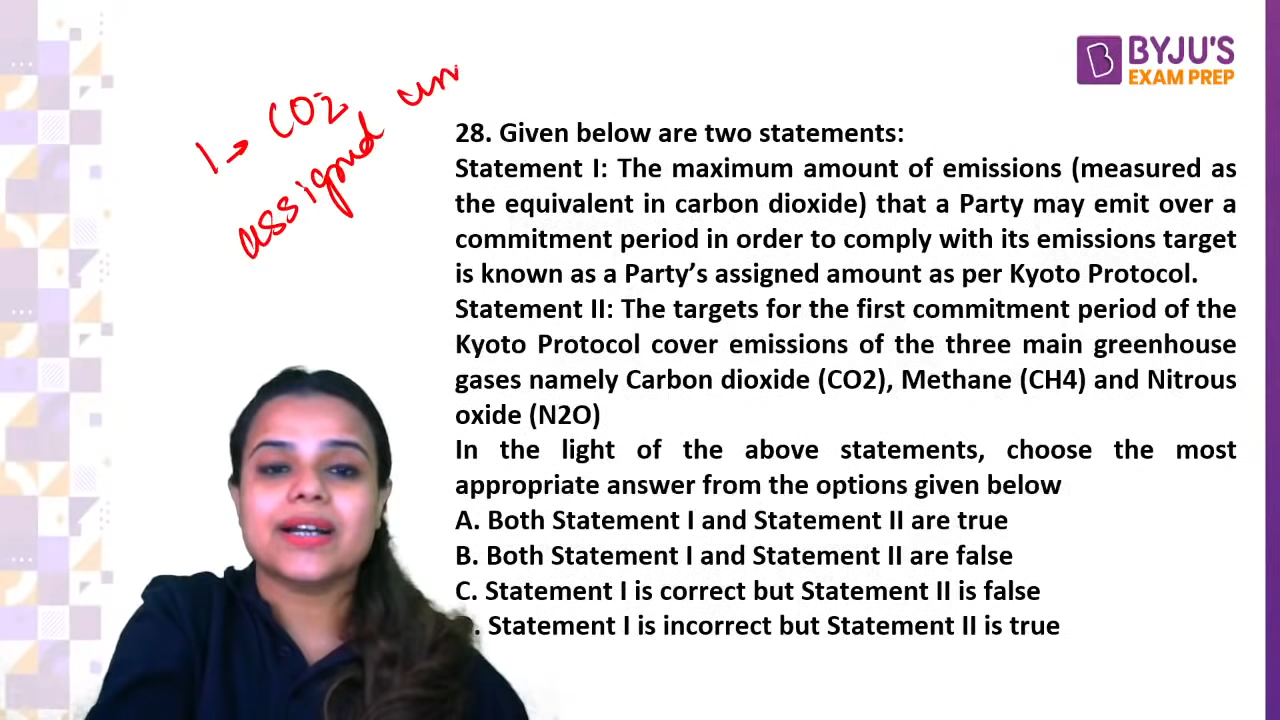 BYJU'S
EXAM PREP
1 → CO2
assigned un
28. Given below are two statements:
Statement I: The maximum amount of emissions (measured as
the equivalent in carbon dioxide) that a Party may emit over a
commitment period in order to comply with its emissions target
is known as a Party’s assigned amount as per Kyoto Protocol.
Statement II: The targets for the first commitment period of the
Kyoto Protocol cover emissions of the three main greenhouse
gases namely Carbon dioxide (CO2), Methane (CH4) and Nitrous
oxide (N2O)
In the light of the above statements, choose the most
appropriate answer from the options given below
A. Both Statement I and Statement II are true
B. Both Statement I and Statement II are false
C. Statement I is correct but Statement II is false
. Statement I is incorrect but Statement II is true